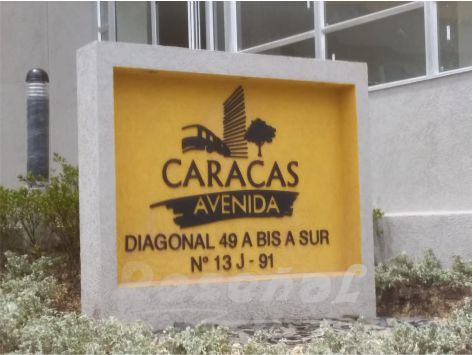 CARACAS
AVENIDA
DIAGONAL 49 A BIS A SUR
Nº 13 J - 91